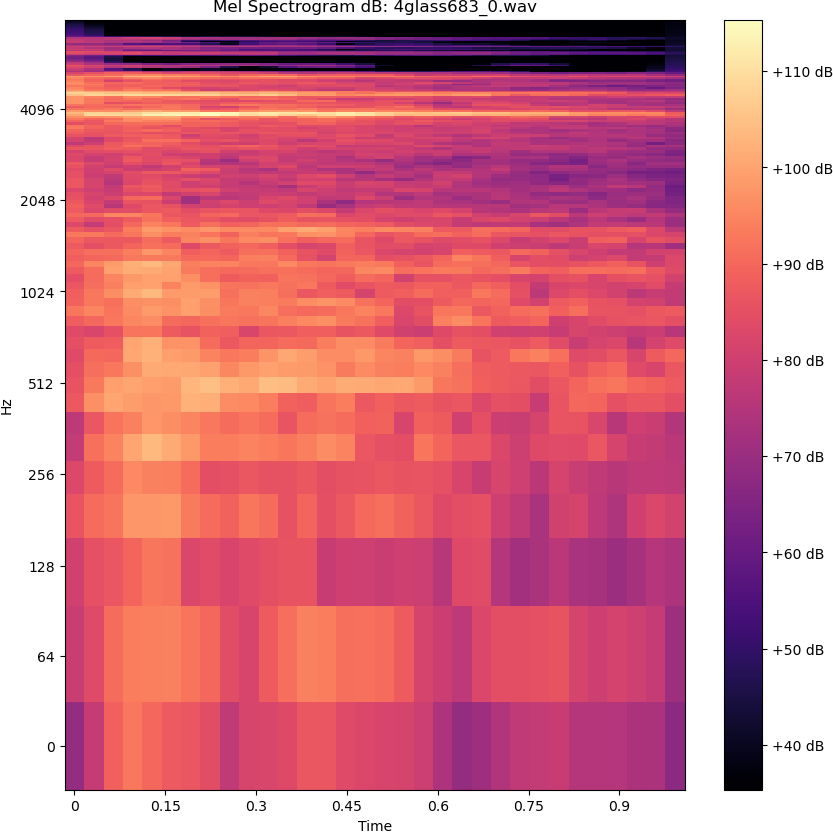 Mel Spectrogram dB: 4glass683_0.wav
4096
2048
1024
512
256
128
64
0
Hz
0
0.15
0.3
0.45
0.6
0.75
0.9
Time
+110 dB
+100 dB
+90 dB
+80 dB
+70 dB
+60 dB
+50 dB
+40 dB